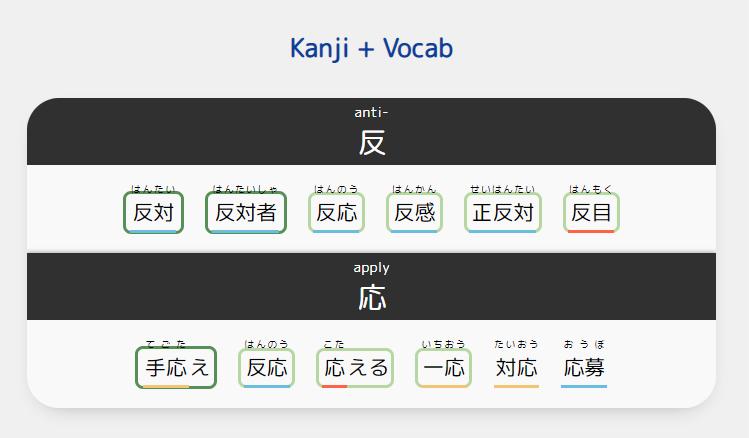 Kanji + Vocab
anti-
反
はんたい はんたいしゃ はんのう はんかん せいはんたい はんもく
反対 反対者 反応 反感 正反対 反目
apply
応
てごた はんのう こた いちおう たいおう おうぼ
手応え 反応 応える 一応 対応 応募